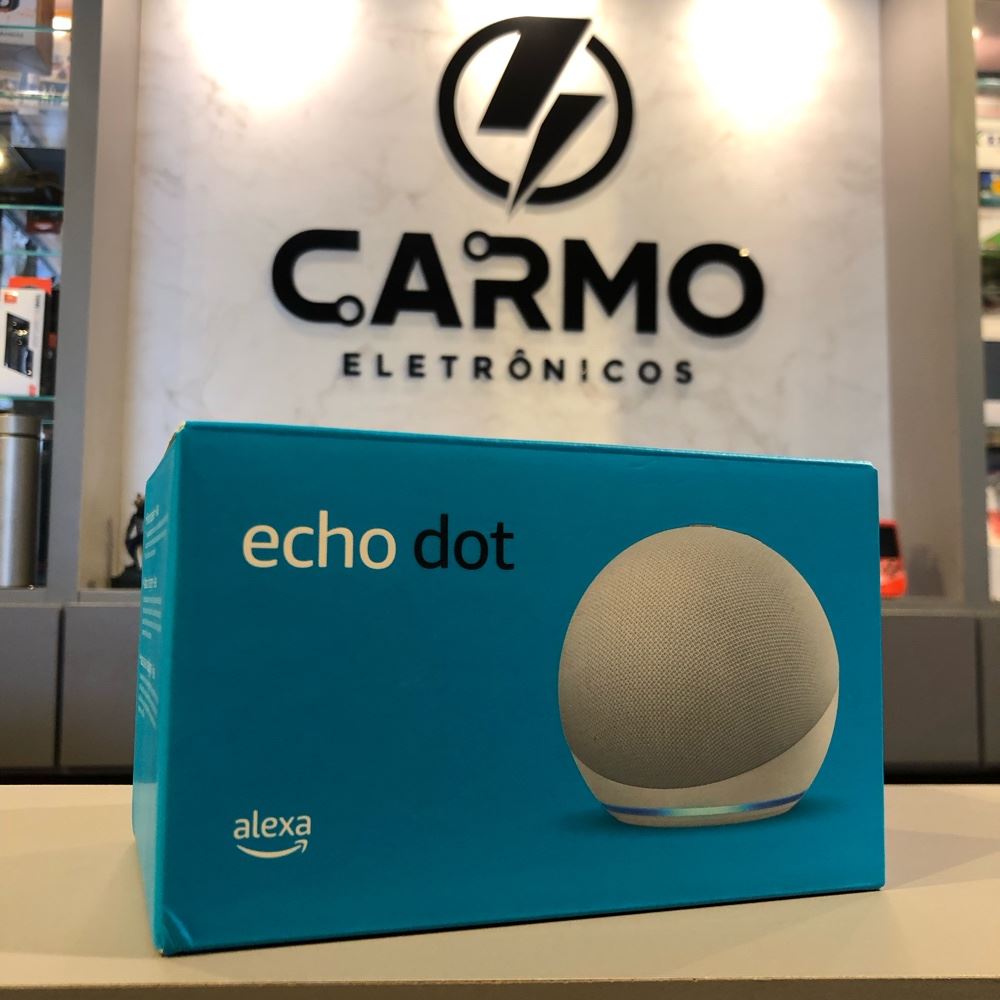 CARMO
ELETRÔNICOS
echo dot
alexa